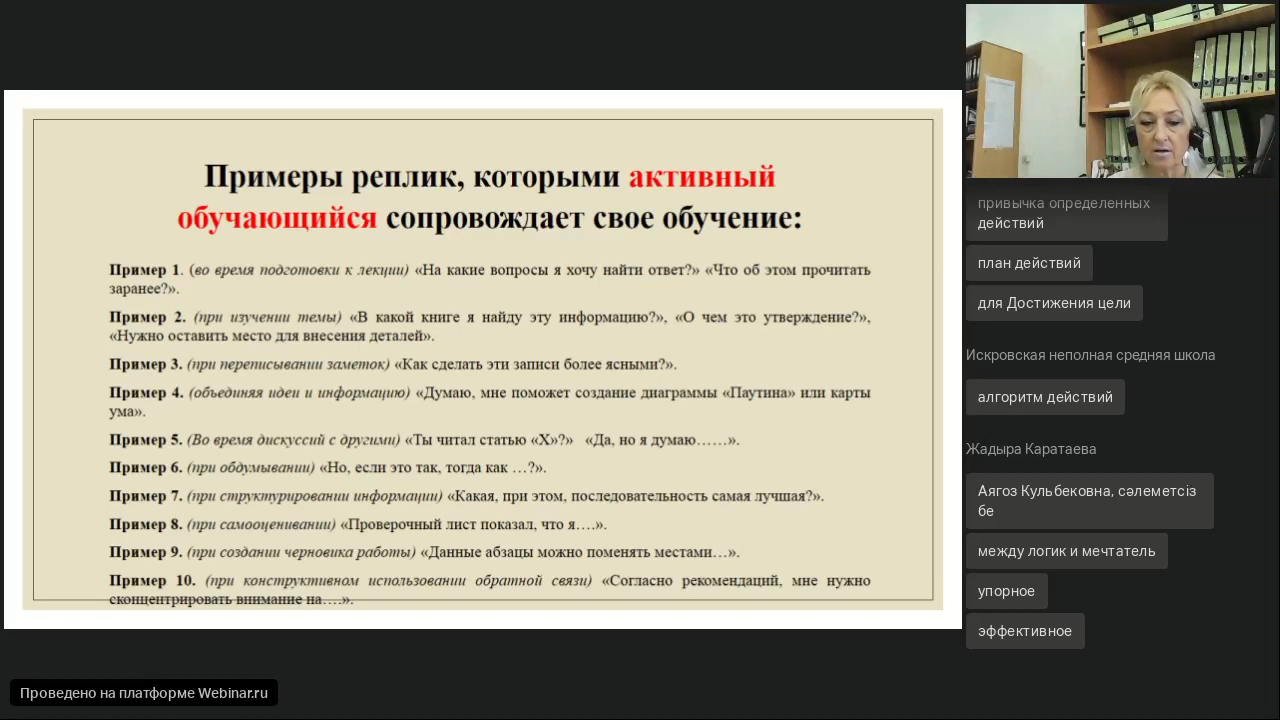 Примеры реплик, которыми активный
обучающийся сопровождает свое обучение:
Пример 1. (во время подготовки к лекции) «На какие вопросы я хочу найти ответ?» «Что об этом прочитать
заранее?».
Пример 2. (при изучении темы) «В какой книге я найду эту информацию?», «О чем это утверждение?»,
«Нужно оставить место для внесения деталей».
Пример 3. (при переписывании заметок) «Как сделать эти записи более ясными?».
Пример 4. (объединяя идеи и информацию) «Думаю, мне поможет создание диаграммы «Паутина» или карты
ума».
Пример 5. (Во время дискуссий с другими) «Ты читал статью «Х»?» «Да, но я думаю……».
Пример 6. (при обдумывании) «Но, если это так, тогда как …?».
Пример 7. (при структурировании информации) «Какая, при этом, последовательность самая лучшая?».
Пример 8. (при самооценивании) «Проверочный лист показал, что я….».
Пример 9. (при создании черновика работы) «Данные абзацы можно поменять местами…».
Пример 10. (при конструктивном использовании обратной связи) «Согласно рекомендаций, мне нужно
сконцентрировать внимание на….».
привычка определенных
действий
план действий
для Достижения цели
Искровская неполная средняя школа
алгоритм действий
Жадыра Каратаева
Аягоз Кульбековна, сәлеметсіз
бе
между логик и мечтатель
упорное
эффективное
Проведено на платформе Webinar.ru